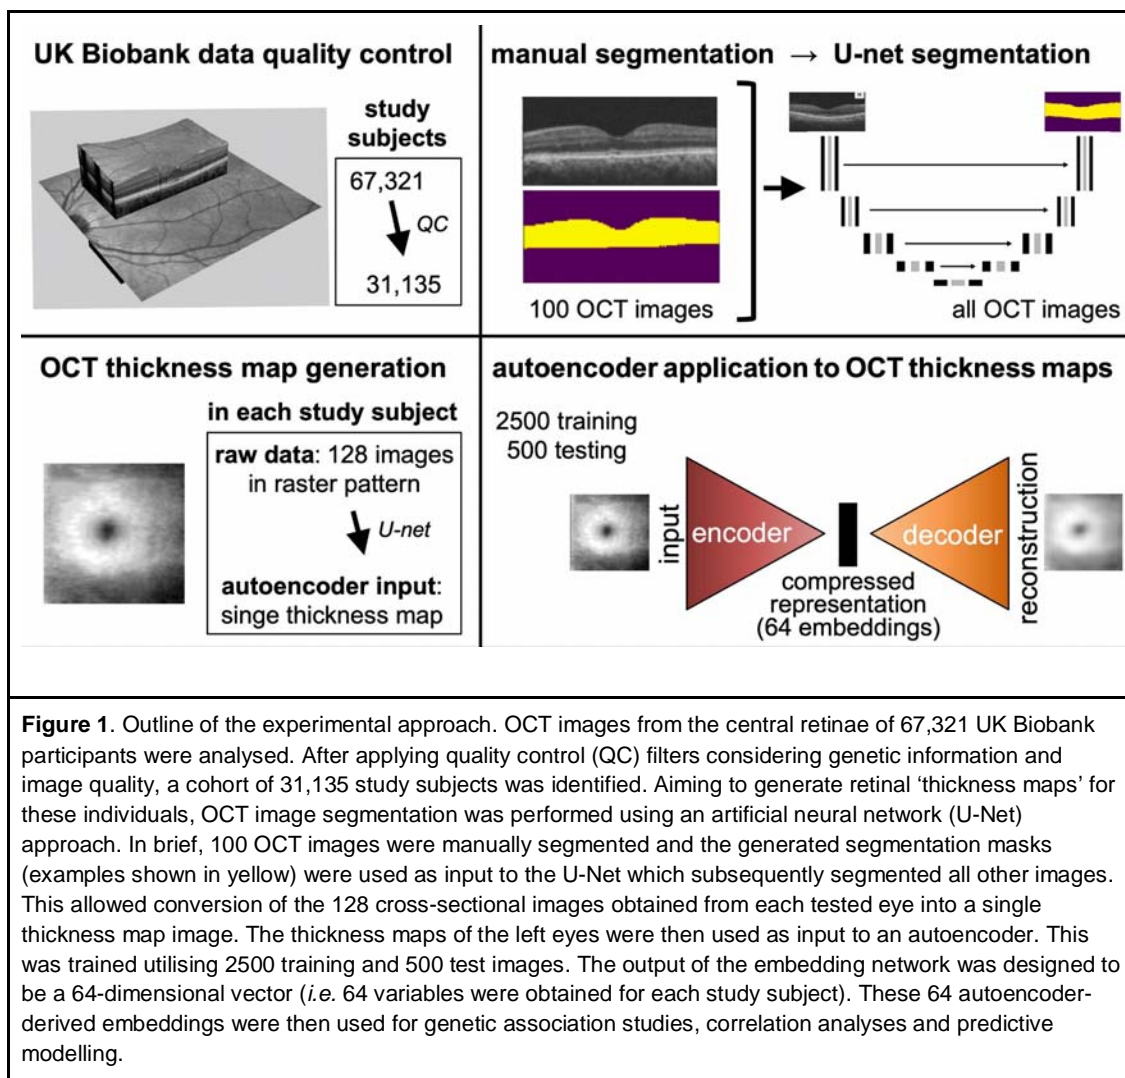 UK Biobank data quality control
study
subjects
67,321
QC
31,135
manual segmentation → U-net segmentation
100 OCT images
all OCT images
OCT thickness map generation
in each study subject
raw data: 128 images
in raster pattern
U-net
autoencoder input:
singe thickness map
autoencoder application to OCT thickness maps
2500 training
500 testing
input
encoder
compressed
representation
(64 embeddings)
decoder
reconstruction
Figure 1. Outline of the experimental approach. OCT images from the central retinae of 67,321 UK Biobank
participants were analysed. After applying quality control (QC) filters considering genetic information and
image quality, a cohort of 31,135 study subjects was identified. Aiming to generate retinal ‘thickness maps’ for
these individuals, OCT image segmentation was performed using an artificial neural network (U-Net)
approach. In brief, 100 OCT images were manually segmented and the generated segmentation masks
(examples shown in yellow) were used as input to the U-Net which subsequently segmented all other images.
This allowed conversion of the 128 cross-sectional images obtained from each tested eye into a single
thickness map image. The thickness maps of the left eyes were then used as input to an autoencoder. This
was trained utilising 2500 training and 500 test images. The output of the embedding network was designed to
be a 64-dimensional vector (i.e. 64 variables were obtained for each study subject). These 64 autoencoder-
derived embeddings were then used for genetic association studies, correlation analyses and predictive
modelling.